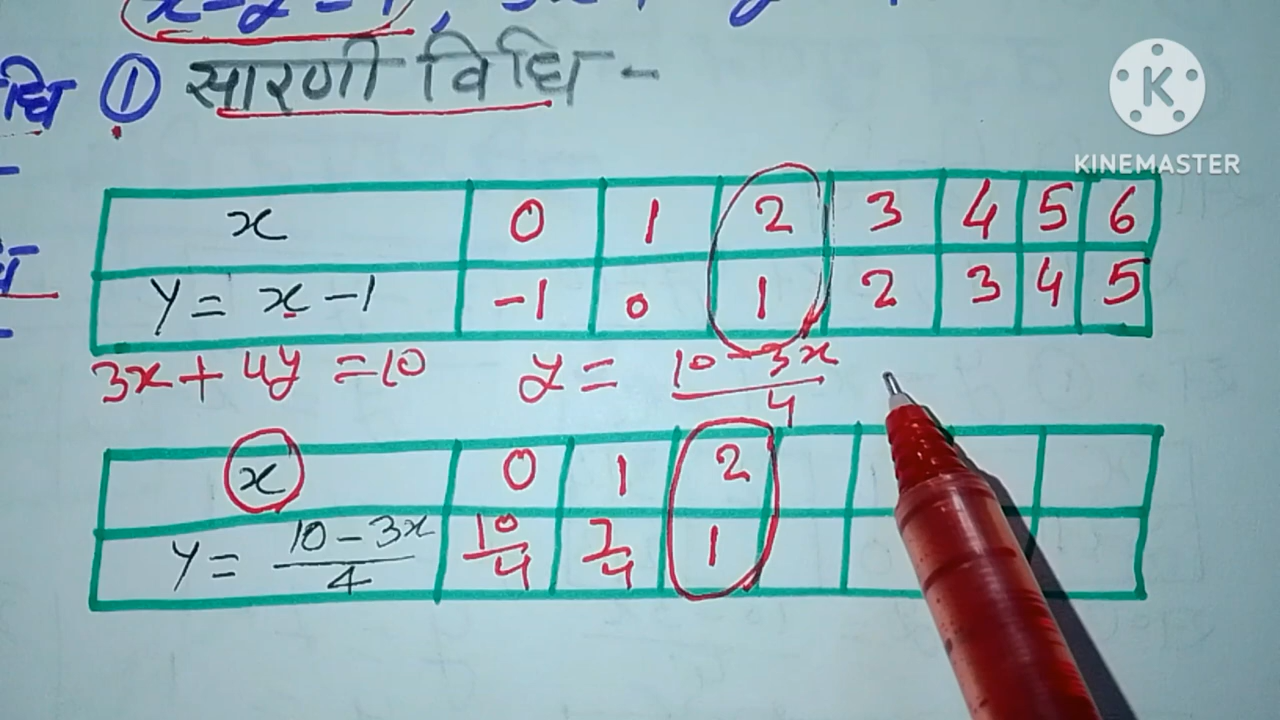 ① सारणी विधि -
KINEMASTER
x 0 1 2 3 4 5 6
y = x - 1 -1 0 1 2 3 4 5
3x + 4y = 10 y = (10 - 3x)/4
x 0 1 2
y = (10 - 3x)/4 10/4 7/4 1